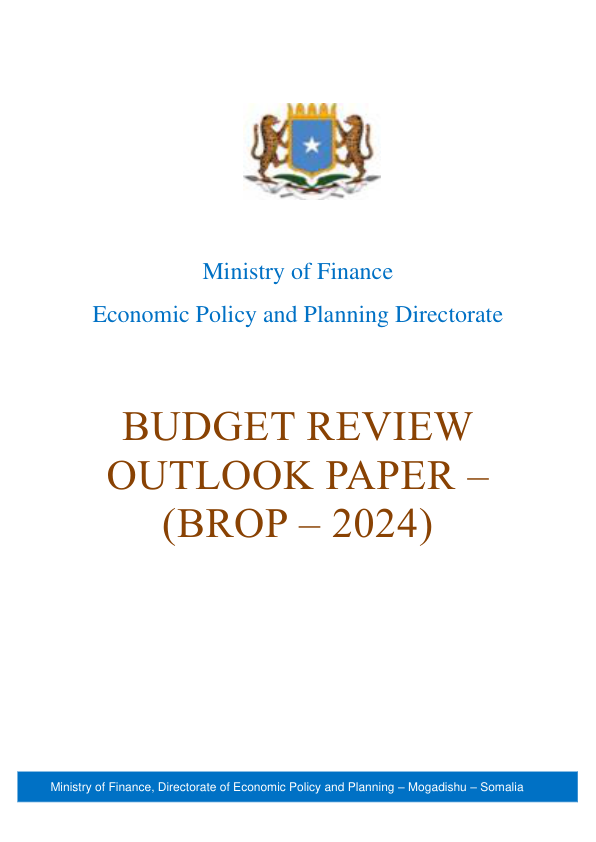 Ministry of Finance
Economic Policy and Planning Directorate
BUDGET REVIEW
OUTLOOK PAPER –
(BROP – 2024)
Ministry of Finance, Directorate of Economic Policy and Planning – Mogadishu – Somalia